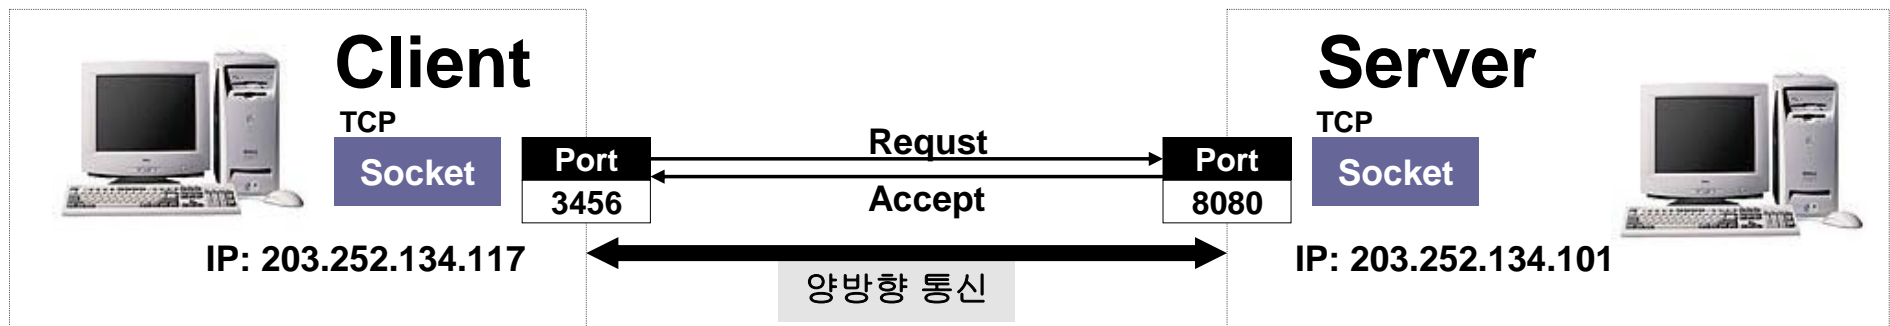 Client
TCP
Socket
Port
3456
IP: 203.252.134.117
Requst
Accept
양방향 통신
Server
TCP
Port
8080
Socket
IP: 203.252.134.101